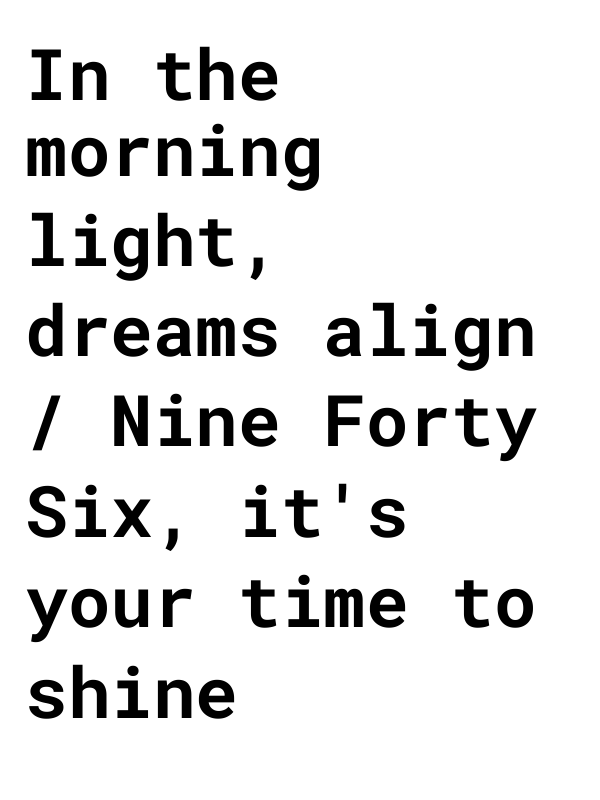 In the
morning
light,
dreams align
/ Nine Forty
Six, it's
your time to
shine